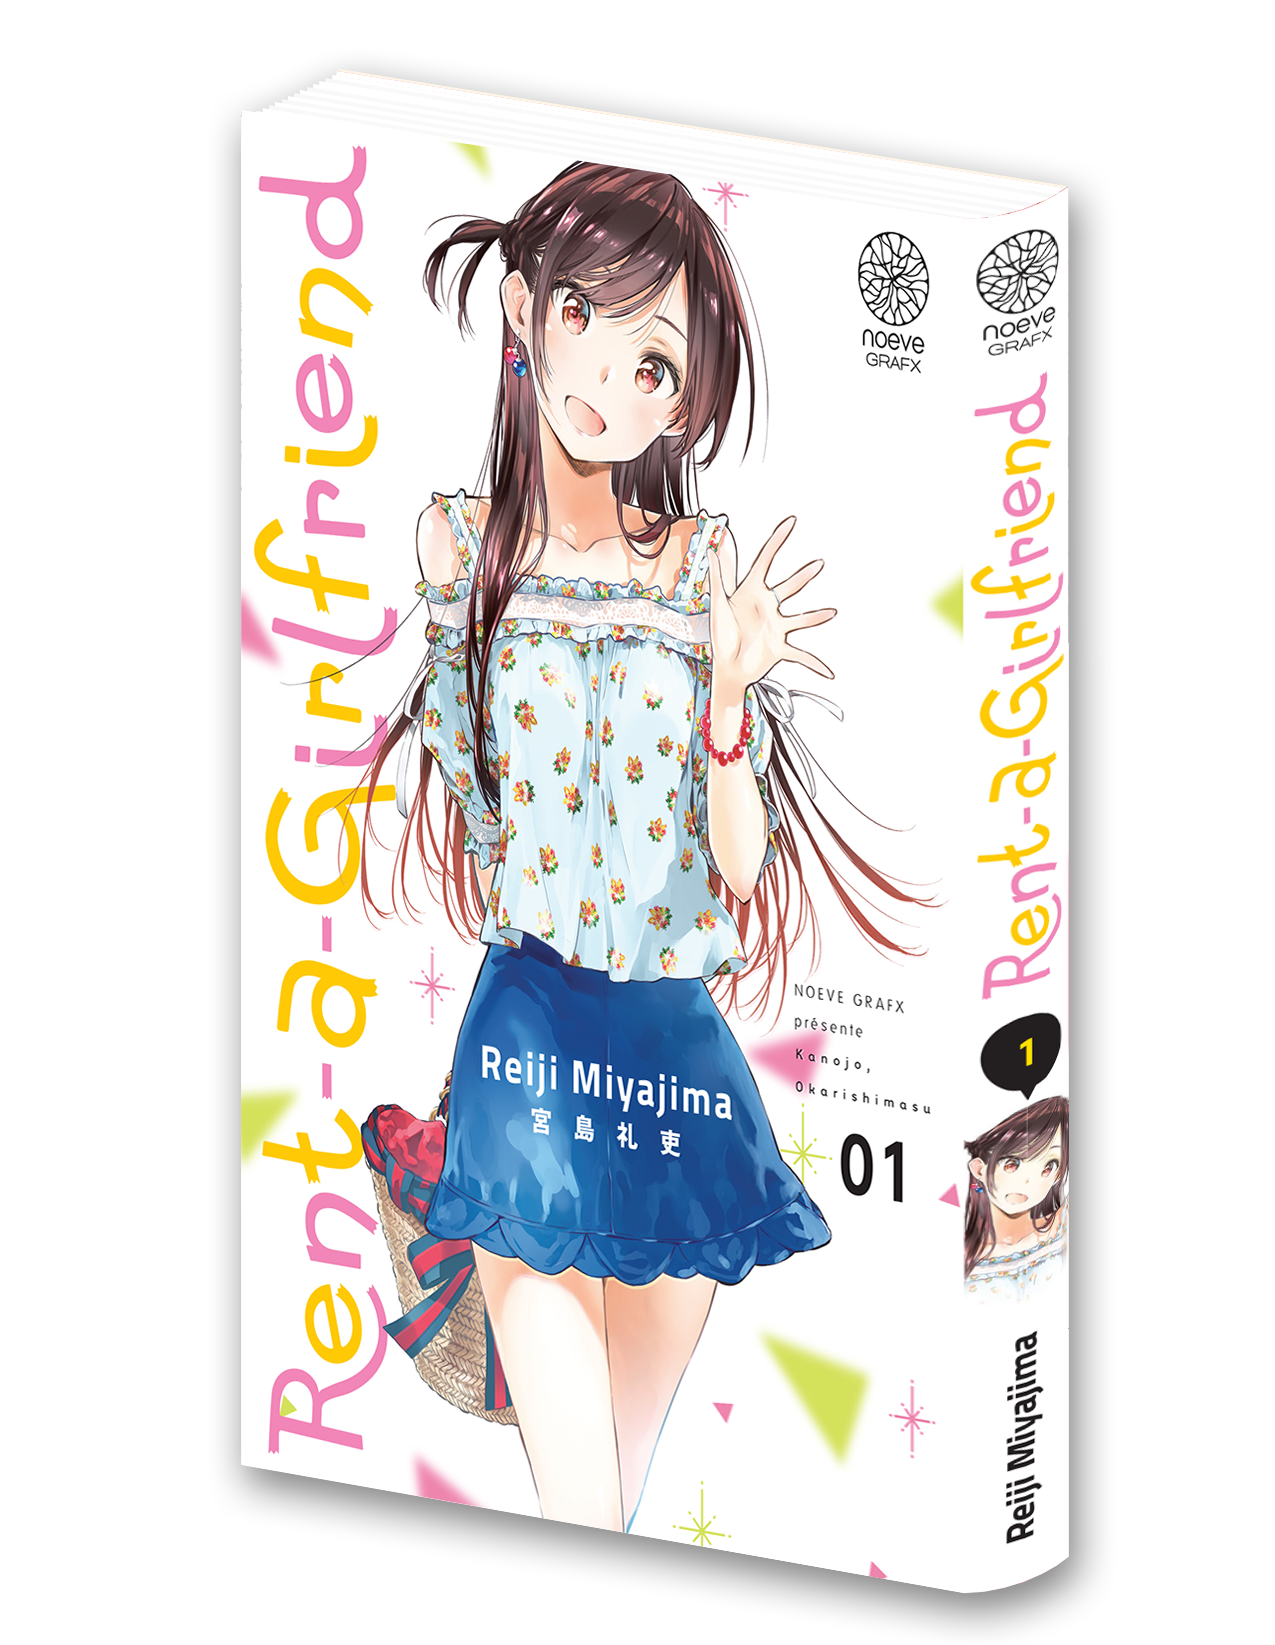 Rent-a-Girlfriend
noeve
GRAFX
NOEVE GRAFX
présente
Kanojo,
Okarishimasu
01
Reiji Miyajima
宮島礼吏
noeve
GRAFX
Rent-a-Girlfriend
1
Reiji Miyajima